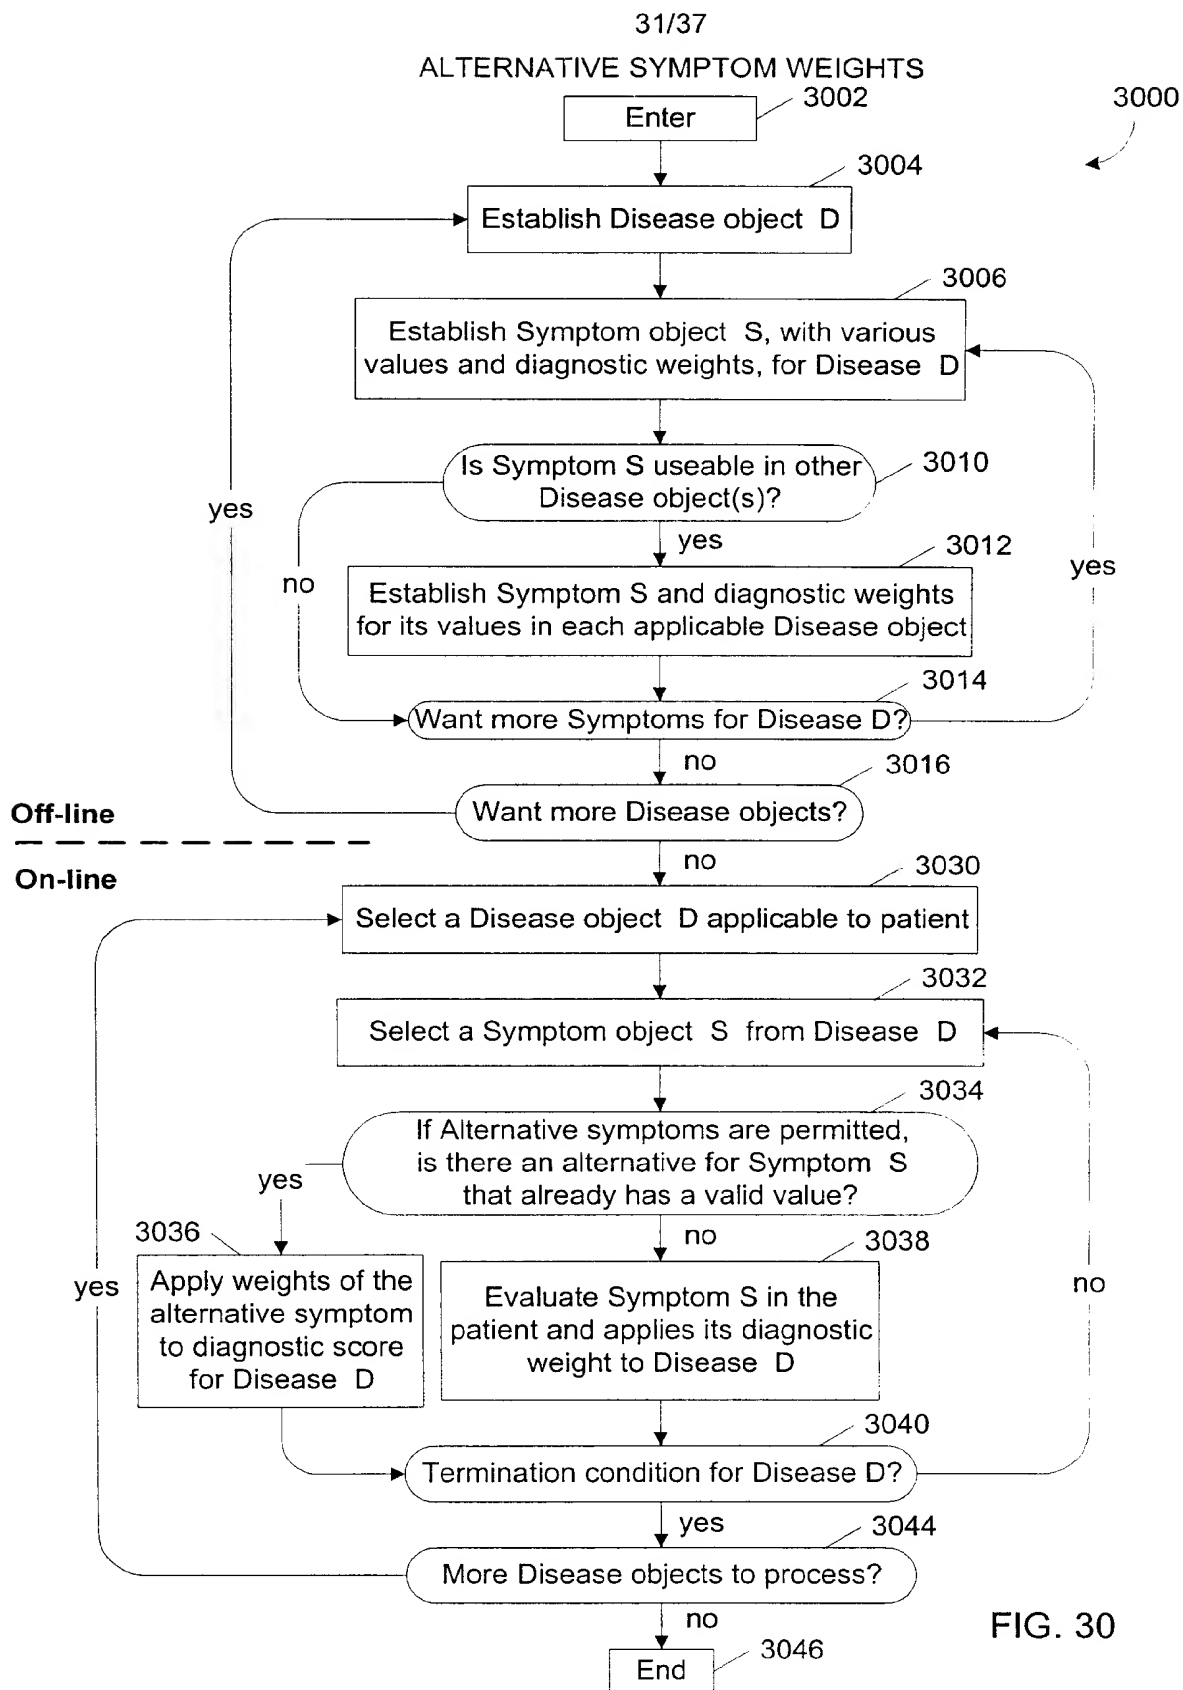 31/37
ALTERNATIVE SYMPTOM WEIGHTS
3002
3000
Enter
3004
Establish Disease object D
3006
Establish Symptom object S, with various
values and diagnostic weights, for Disease D
Is Symptom S useable in other
Disease object(s)?
3010
yes
yes
3012
no
yes
Establish Symptom S and diagnostic weights
for its values in each applicable Disease object
3014
Want more Symptoms for Disease D?
no
3016
Want more Disease objects?
Off-line
On-line
no
3030
Select a Disease object D applicable to patient
3032
Select a Symptom object S from Disease D
3034
If Alternative symptoms are permitted,
is there an alternative for Symptom S
that already has a valid value?
yes
no
3036
3038
yes
no
Apply weights of the
alternative symptom
to diagnostic score
for Disease D
Evaluate Symptom S in the
patient and applies its diagnostic
weight to Disease D
3040
Termination condition for Disease D?
yes
3044
More Disease objects to process?
no
FIG. 30
3046
End